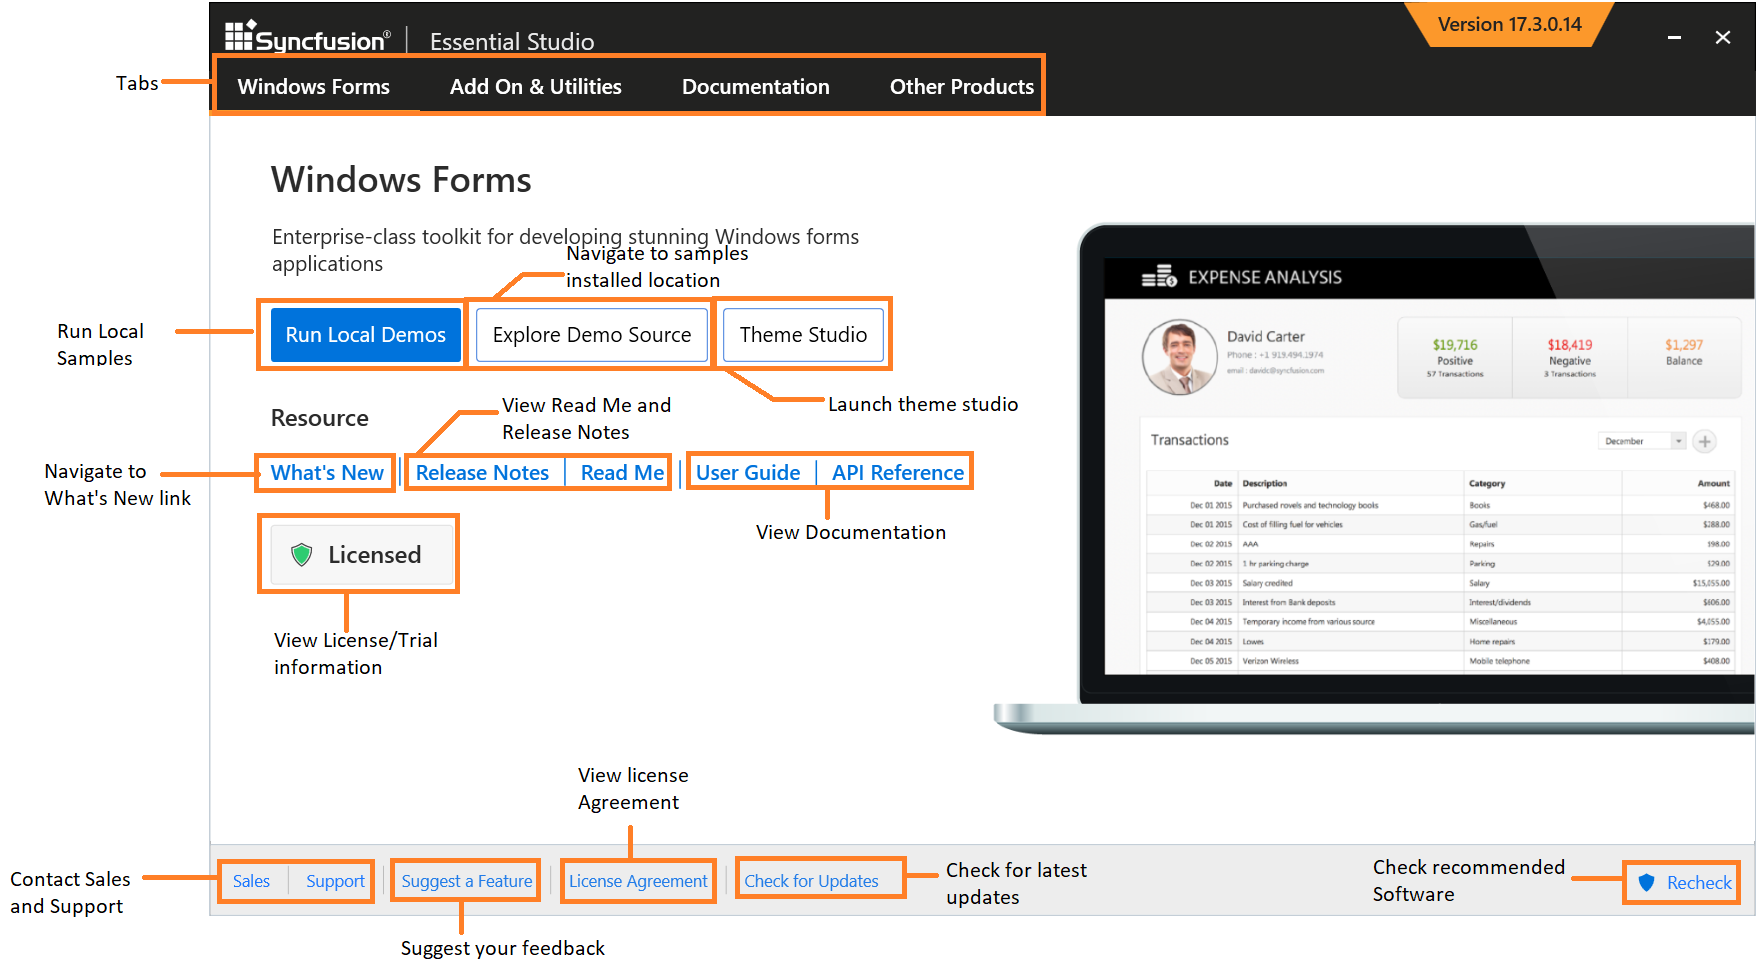 Syncfusion® | Essential Studio
Version 17.3.0.14
Tabs
Windows Forms
Add On & Utilities
Documentation
Other Products
Windows Forms
Enterprise-class toolkit for developing stunning Windows forms
applications
Navigate to samples
installed location
Run Local
Samples
Run Local Demos
Explore Demo Source
Theme Studio
Launch theme studio
Resource
View Read Me and
Release Notes
Navigate to
What's New link
What's New | Release Notes | Read Me | User Guide | API Reference
View Documentation
Licensed
View License/Trial
information
EXPENSE ANALYSIS
David Carter
Phone : +1 919.494.1974
email : davidc@syncfusion.com
$19,716
Positive
57 Transactions
$18,419
Negative
3 Transactions
$1,297
Balance
Transactions
December
Date Description Category Amount
Dec 01 2015 Purchased novels and technology books Books $468.00
Dec 01 2015 Cost of filling fuel for vehicles Gas/fuel $288.00
Dec 02 2015 AAA Repairs $98.00
Dec 02 2015 1 hr parking charge Parking $29.00
Dec 03 2015 Salary credited Salary $15,055.00
Dec 03 2015 Interest from Bank deposits Interest/dividends $606.00
Dec 04 2015 Temporary income from various source Miscellaneous $4,055.00
Dec 04 2015 Lowes Home repairs $379.00
Dec 05 2015 Verizon Wireless Mobile telephone $408.00
View license
Agreement
Contact Sales
and Support
Sales
Support
Suggest a Feature
License Agreement
Check for Updates
Check for latest
updates
Check recommended
Software
Recheck
Suggest your feedback